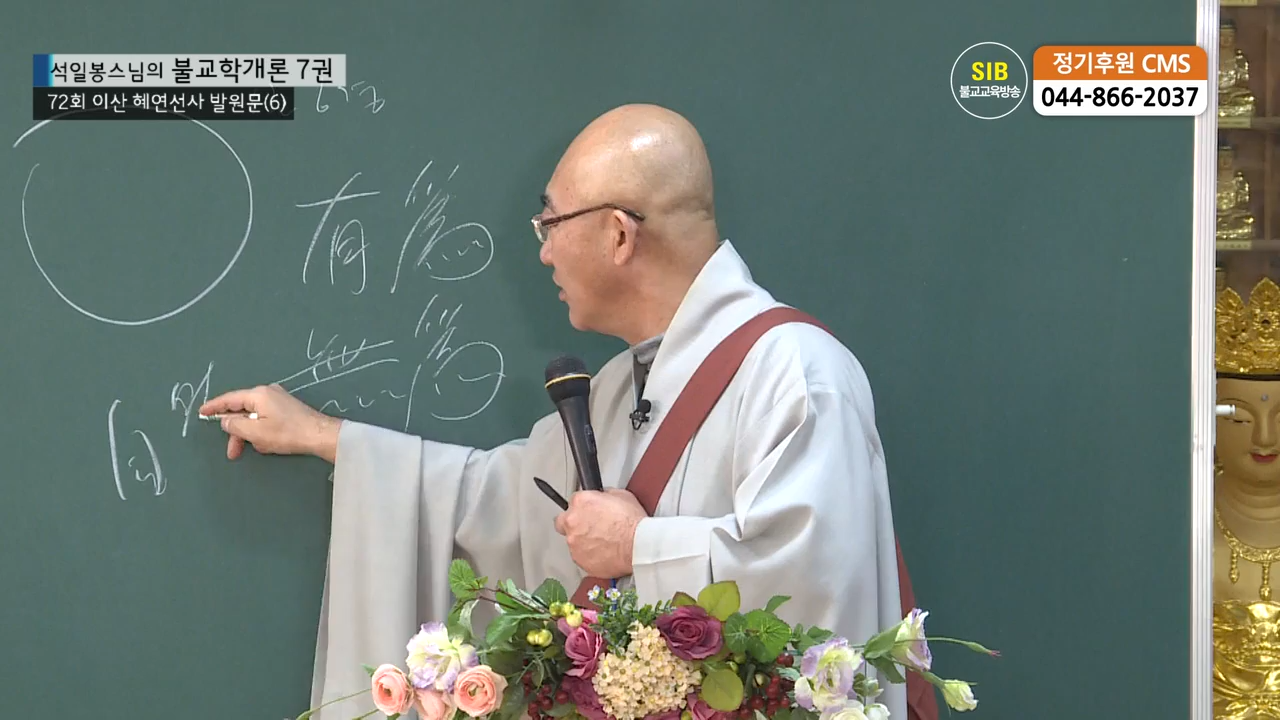 석일봉스님의 불교학개론 7권
72회 이산 혜연선사 발원문(6)
SIB
불교교육방송
정기후원 CMS
044-866-2037
有為
無為